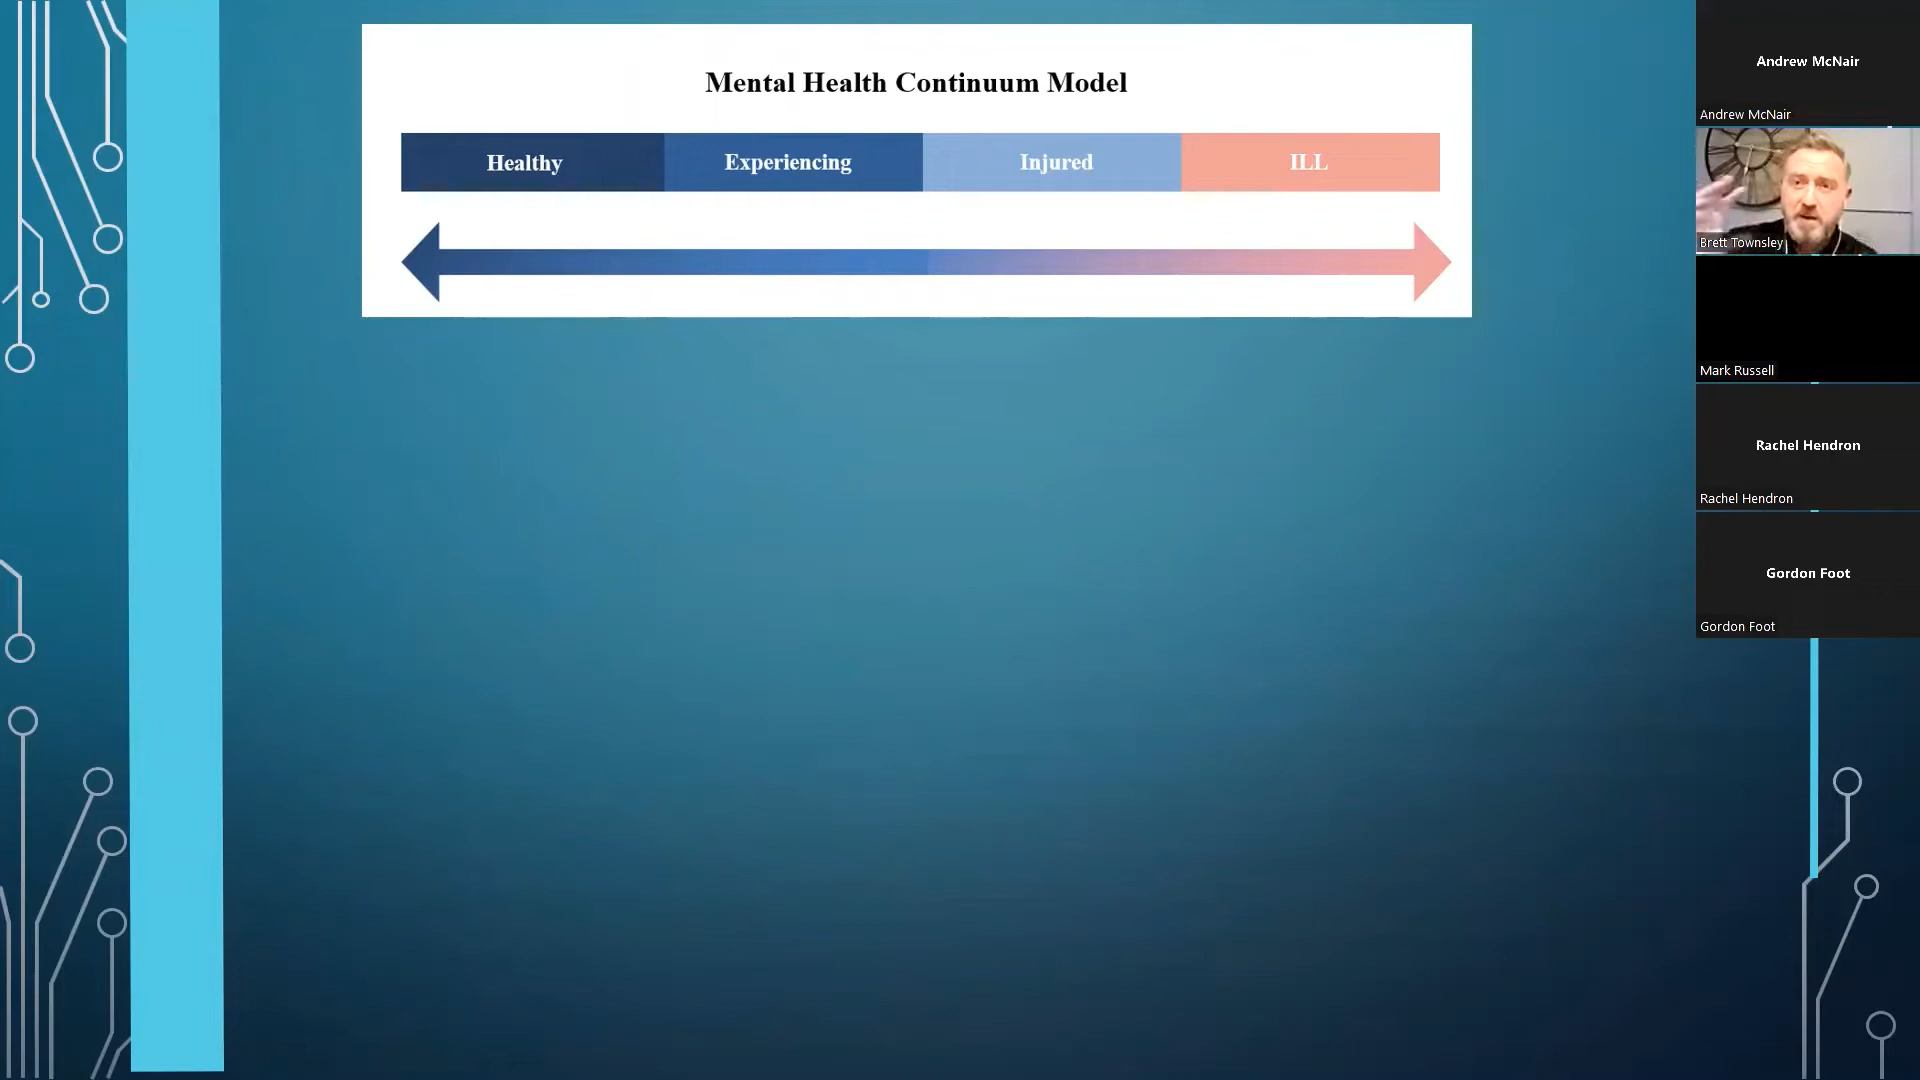 Mental Health Continuum Model
Healthy
Experiencing
Injured
ILL
Andrew McNair
Andrew McNair
Brett Townsley
Mark Russell
Rachel Hendron
Rachel Hendron
Gordon Foot
Gordon Foot